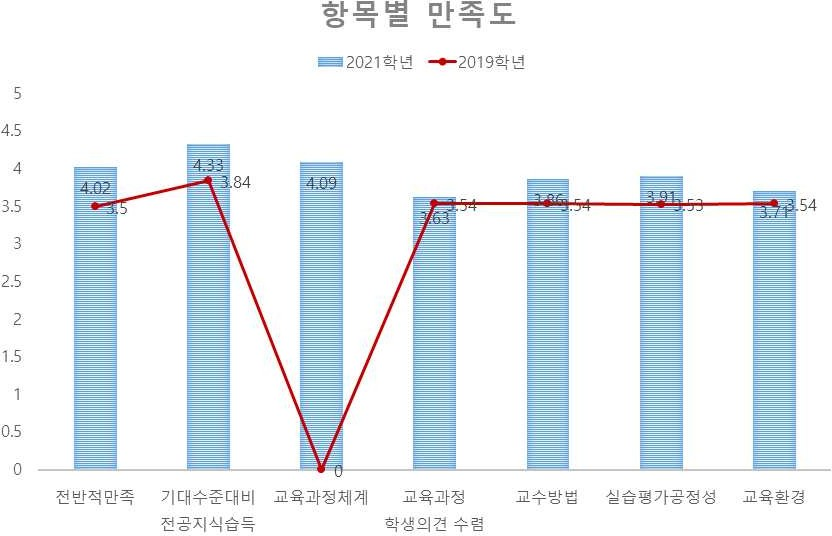 항목별 만족도
2021학년 2019학년
5
4.5
4
3.5
3
2.5
2
1.5
1
0.5
0
4.02 4.33 4.09 3.63 3.86 3.91 3.71
3.5 3.84 0 3.54 3.54 3.53 3.54
전반적만족 기대수준대비 교육과정체계 교육과정 교수방법 실습평가공정성 교육환경
전공지식습득 학생의견 수렴